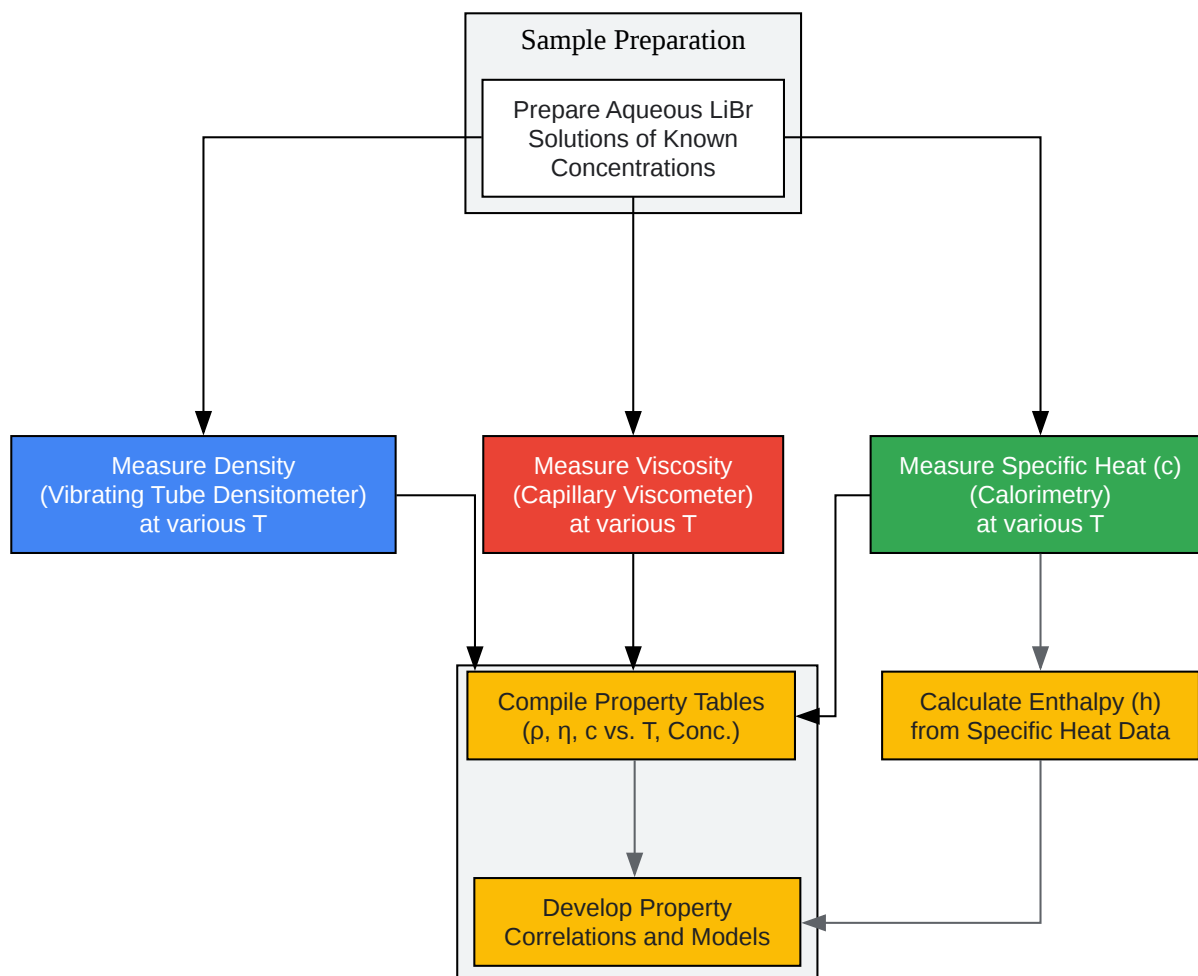 Sample Preparation
Prepare Aqueous LiBr
Solutions of Known
Concentrations
Measure Density
(Vibrating Tube Densitometer)
at various T
Measure Viscosity
(Capillary Viscometer)
at various T
Measure Specific Heat (c)
(Calorimetry)
at various T
Compile Property Tables
(ρ, η, c vs. T, Conc.)
Calculate Enthalpy (h)
from Specific Heat Data
Develop Property
Correlations and Models